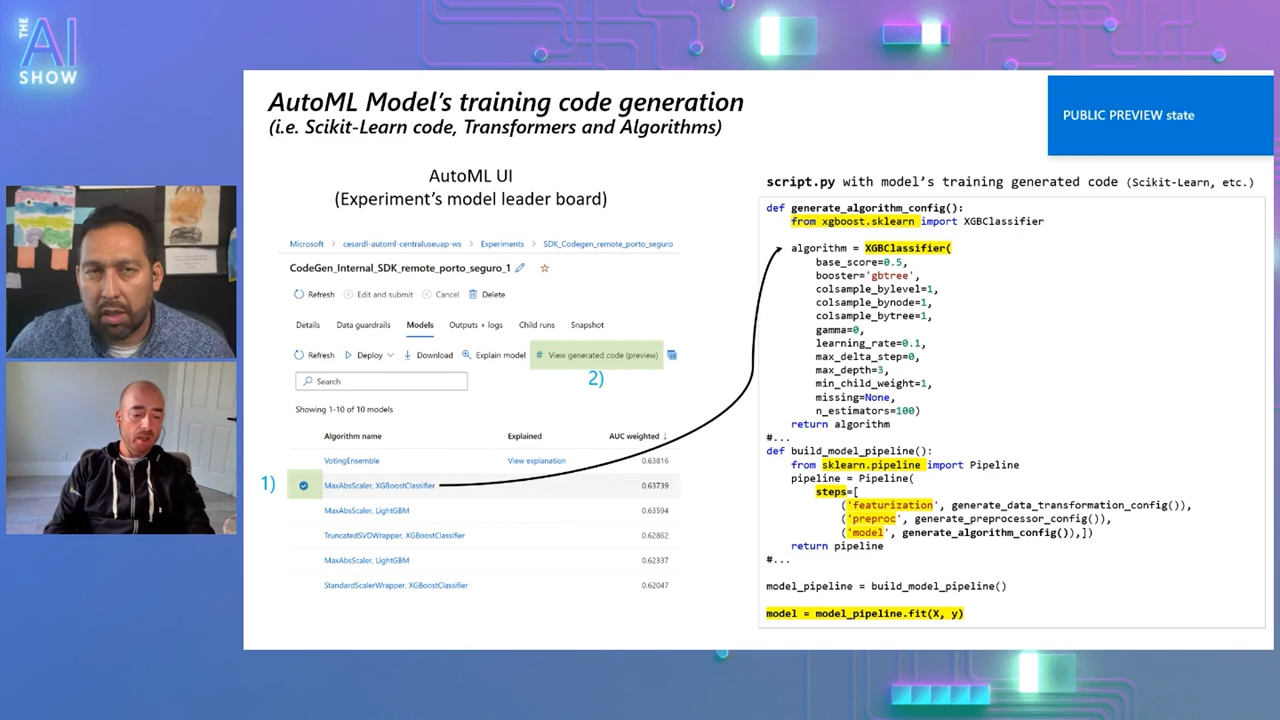 THE
AI
SHOW
AutoML Model's training code generation
(i.e. Scikit-Learn code, Transformers and Algorithms)
PUBLIC PREVIEW state
AutoML UI
(Experiment's model leader board)
Microsoft > cesardl-automl-centraluseuap-ws > Experiments > SDK_Codegen_remote_porto_seguro
CodeGen_Internal_SDK_remote_porto_seguro_1
Refresh Edit and submit Cancel Delete
Details Data guardrails Models Outputs + logs Child runs Snapshot
Refresh Deploy Download Explain model # View generated code (preview)
2)
Search
Showing 1-10 of 10 models
Algorithm name Explained AUC weighted ↓
VotingEnsemble View explanation 0.63816
1) MaxAbsScaler, XGBoostClassifier 0.63739
MaxAbsScaler, LightGBM 0.63594
TruncatedSVDWrapper, XGBoostClassifier 0.62862
MaxAbsScaler, LightGBM 0.62337
StandardScalerWrapper, XGBoostClassifier 0.62047
script.py with model's training generated code (Scikit-Learn, etc.)
def generate_algorithm_config():
from xgboost.sklearn import XGBClassifier
algorithm = XGBClassifier(
base_score=0.5,
booster='gbtree',
colsample_bylevel=1,
colsample_bynode=1,
colsample_bytree=1,
gamma=0,
learning_rate=0.1,
max_delta_step=0,
max_depth=3,
min_child_weight=1,
missing=None,
n_estimators=100)
return algorithm
#...
def build_model_pipeline():
from sklearn.pipeline import Pipeline
pipeline = Pipeline(
steps=[
('featurization', generate_data_transformation_config()),
('preproc', generate_preprocessor_config()),
('model', generate_algorithm_config()),])
return pipeline
#...
model_pipeline = build_model_pipeline()
model = model_pipeline.fit(X, y)